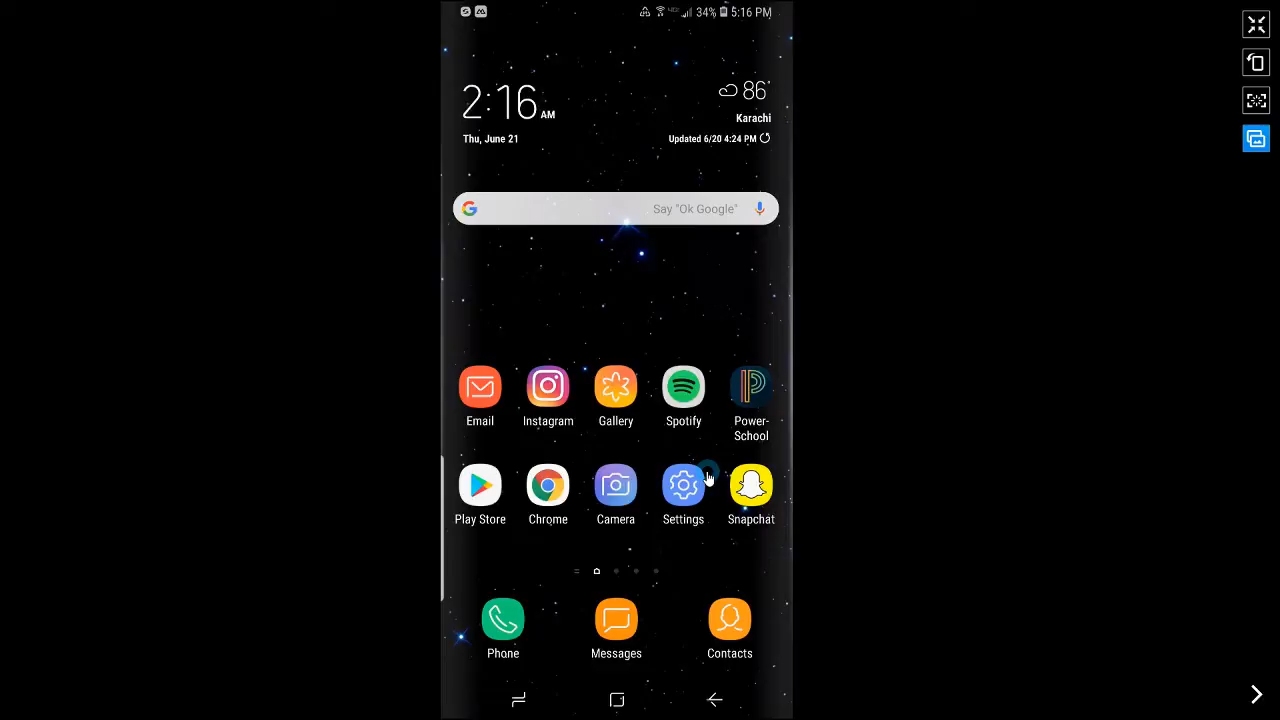 34% 5:16 PM
2:16 AM
86°
Karachi
Thu, June 21
Updated 6/20 4:24 PM
Say "Ok Google"
Email
Instagram
Gallery
Spotify
Power-
School
Play Store
Chrome
Camera
Settings
Snapchat
Phone
Messages
Contacts